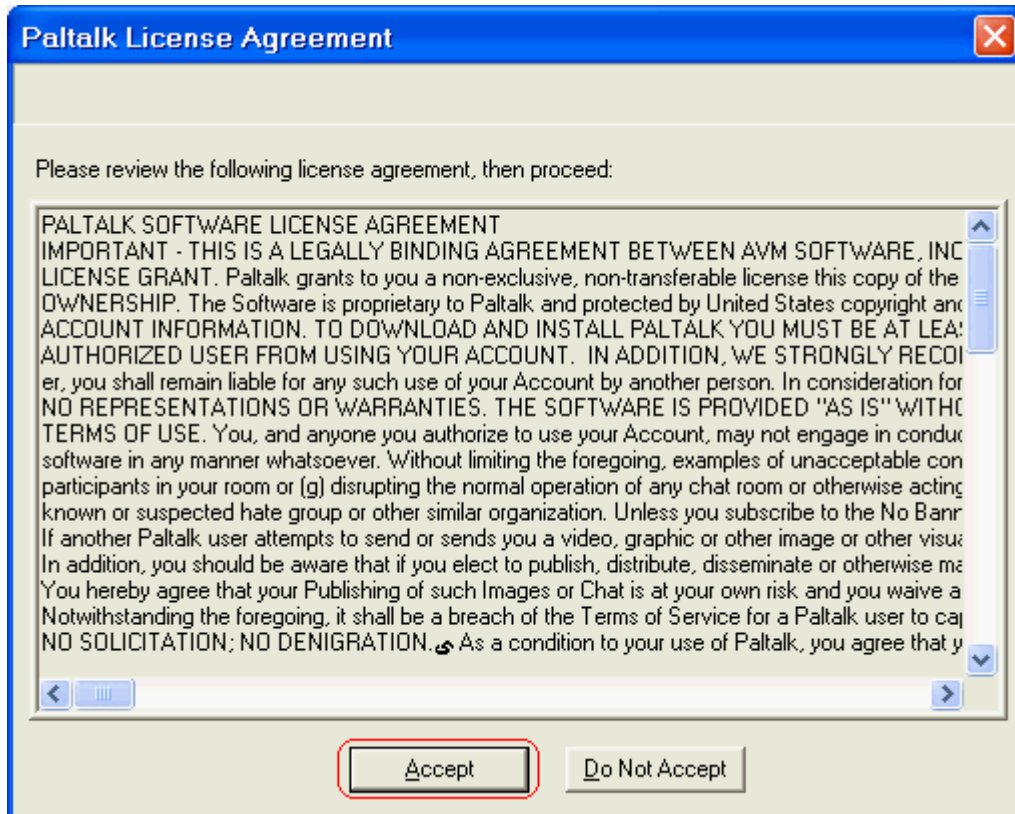 Paltalk License Agreement
Please review the following license agreement, then proceed:
PALTALK SOFTWARE LICENSE AGREEMENT
IMPORTANT - THIS IS A LEGALLY BINDING AGREEMENT BETWEEN AVM SOFTWARE, INC
LICENSE GRANT. Paltalk grants to you a non-exclusive, non-transferable license this copy of the
OWNERSHIP. The Software is proprietary to Paltalk and protected by United States copyright and
ACCOUNT INFORMATION. TO DOWNLOAD AND INSTALL PALTALK YOU MUST BE AT LEAS
AUTHORIZED USER FROM USING YOUR ACCOUNT.  IN ADDITION, WE STRONGLY RECO
er, you shall remain liable for any such use of your Account by another person. In consideration for
NO REPRESENTATIONS OR WARRANTIES. THE SOFTWARE IS PROVIDED "AS IS" WITHO
TERMS OF USE. You, and anyone you authorize to use your Account, may not engage in conduc
software in any manner whatsoever. Without limiting the foregoing, examples of unacceptable con
participants in your room or (g) disrupting the normal operation of any chat room or otherwise acting
known or suspected hate group or other similar organization. Unless you subscribe to the No Bann
If another Paltalk user attempts to send or sends you a video, graphic or other image or other visua
In addition, you should be aware that if you elect to publish, distribute, disseminate or otherwise ma
You hereby agree that your Publishing of such Images or Chat is at your own risk and you waive a
Notwithstanding the foregoing, it shall be a breach of the Terms of Service for a Paltalk user to cap
NO SOLICITATION; NO DENIGRATION.ى As a condition to your use of Paltalk, you agree that y
Accept
Do Not Accept